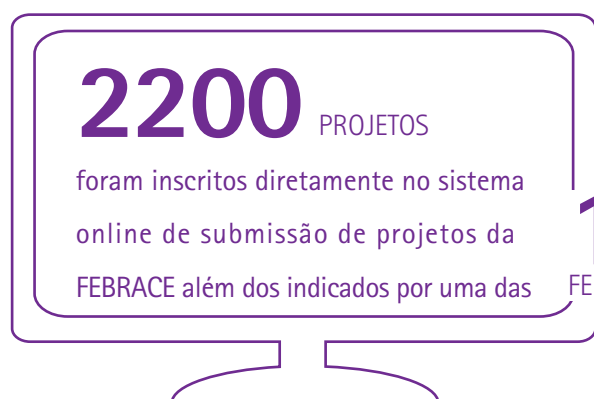 2200 PROJETOS
foram inscritos diretamente no sistema
online de submissão de projetos da
FEBRACE além dos indicados por uma das